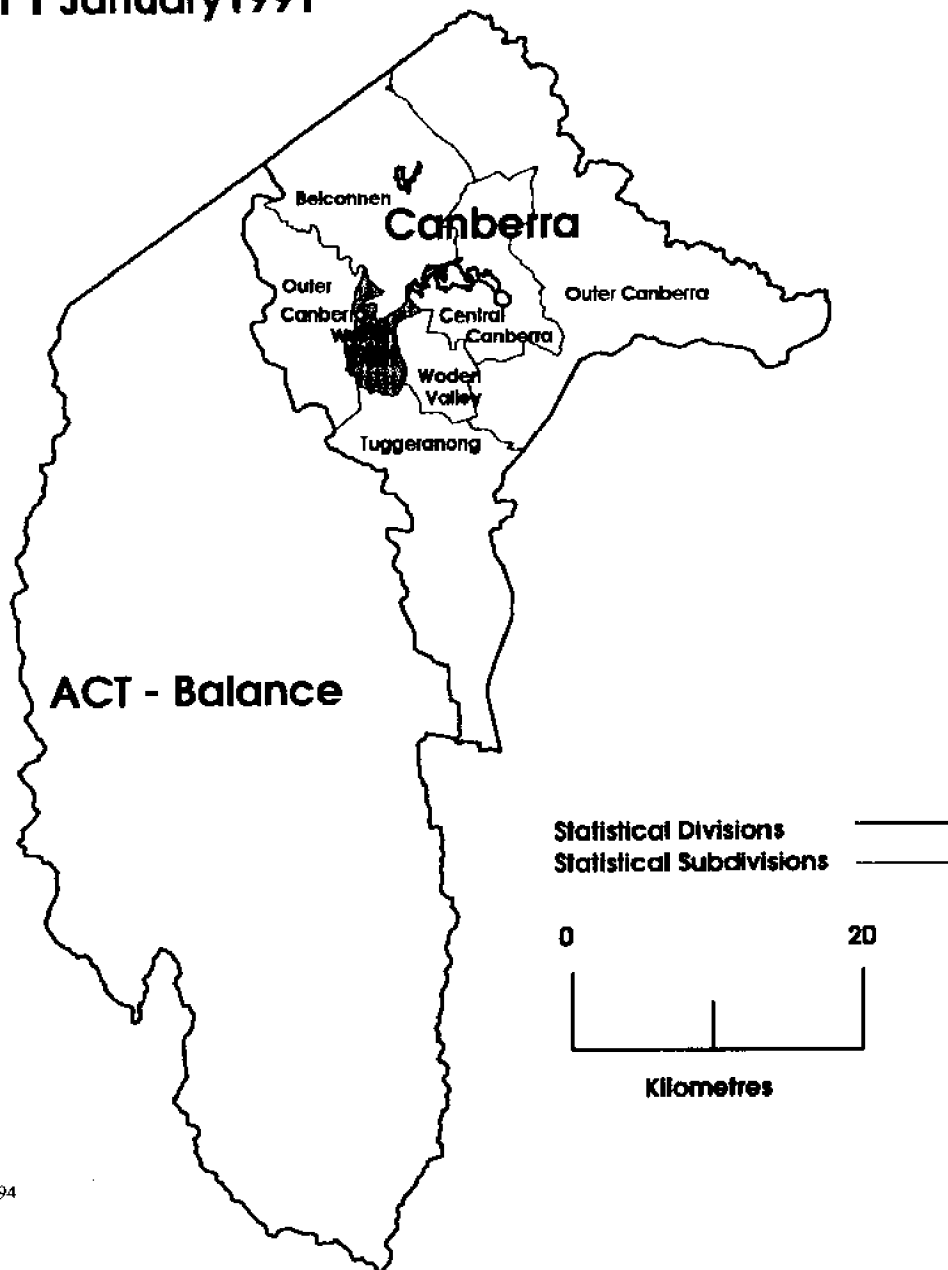 1 January 1991
Belconnen
Canberra
Outer
Canberra
Outer Canberra
Central
Canberra
Woden
Valley
Tuggeranong
ACT - Balance
Statistical Divisions
Statistical Subdivisions
0 20
Kilometres
94